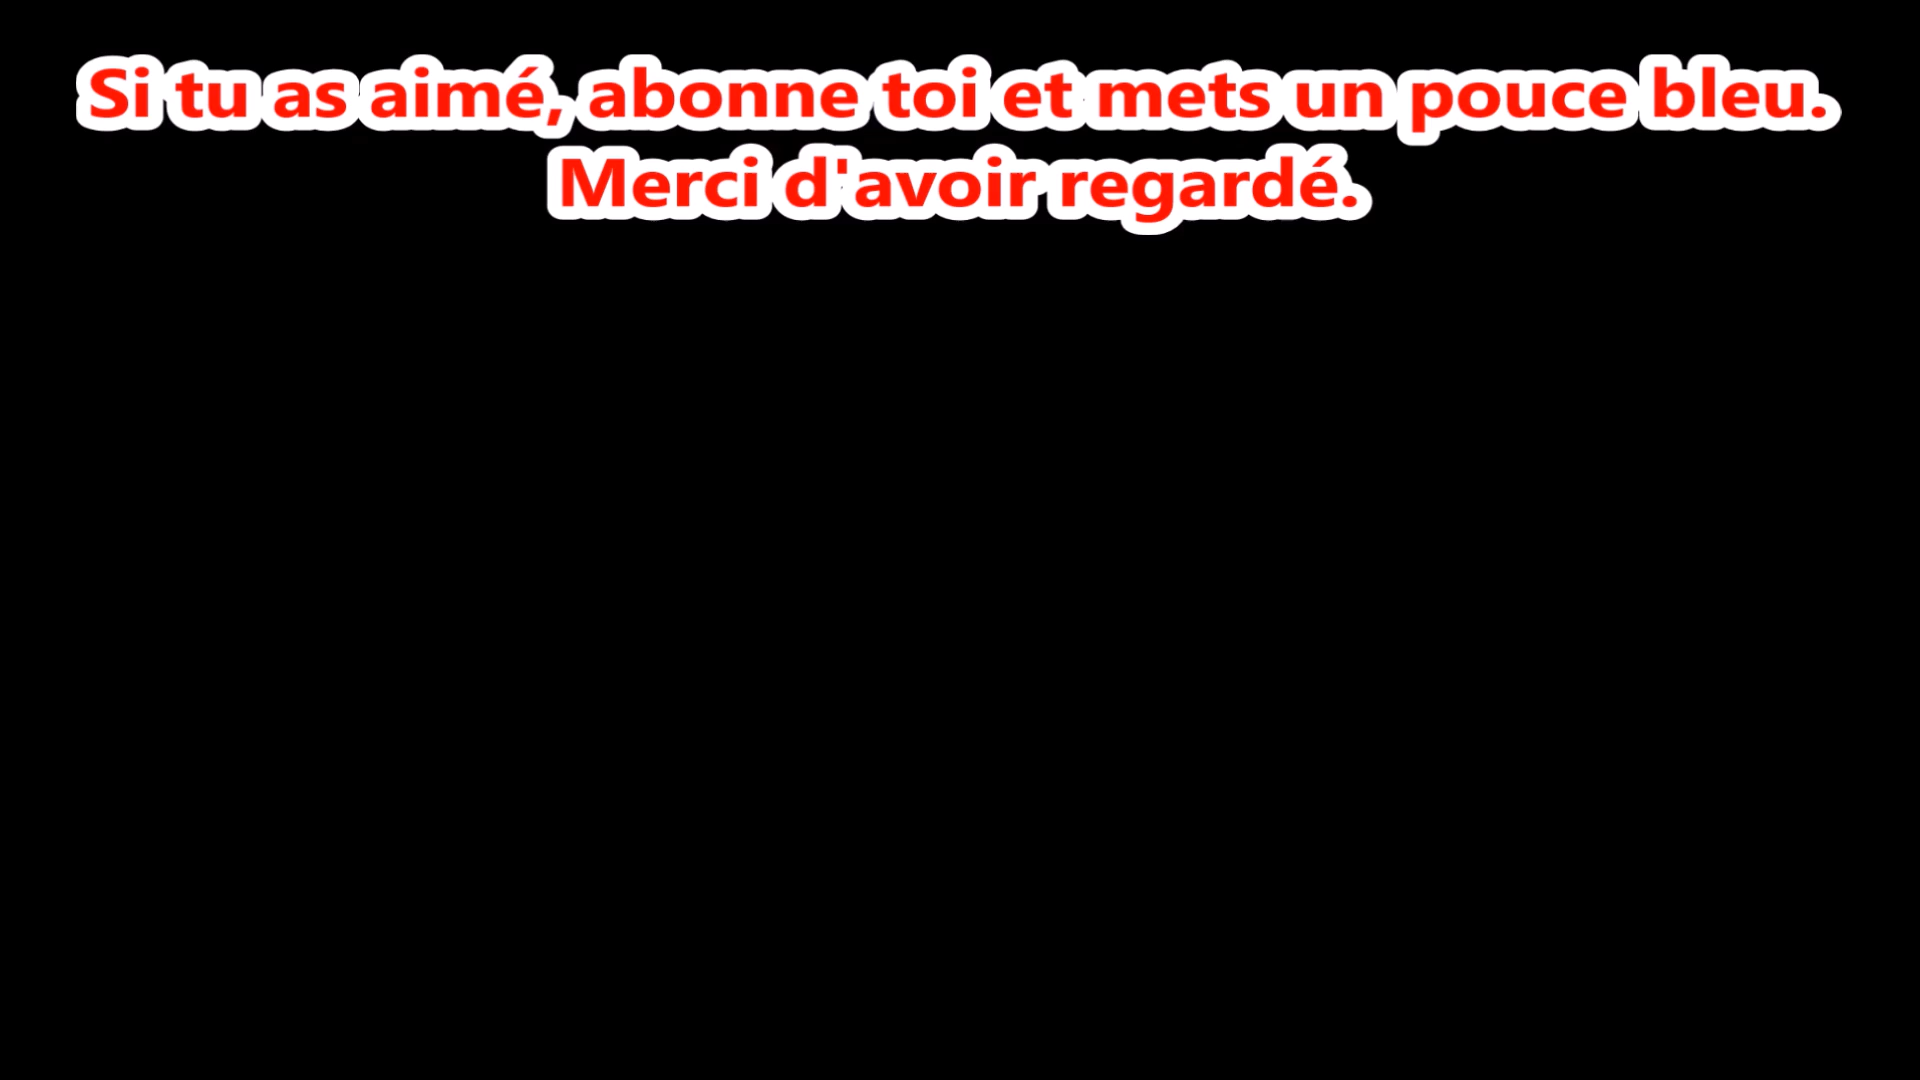 Si tu as aimé, abonne toi et mets un pouce bleu.
Merci d'avoir regardé.